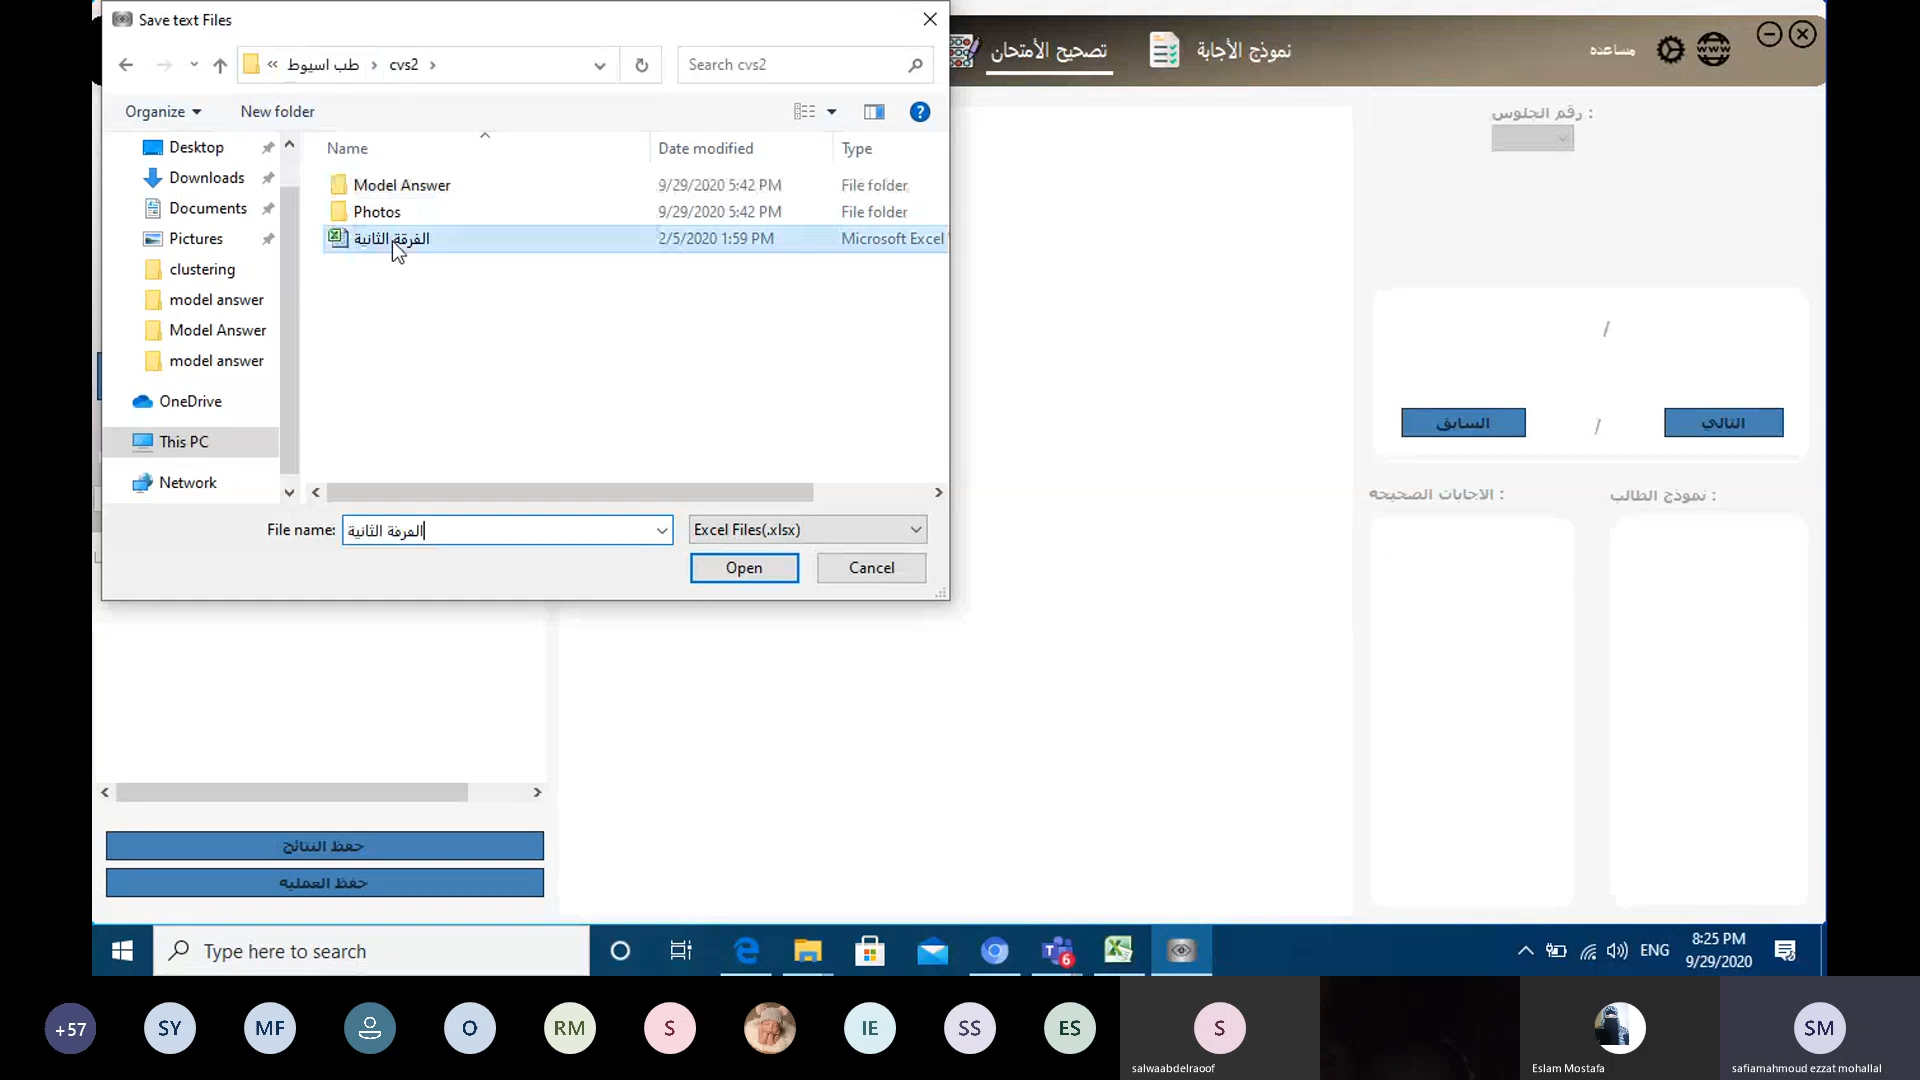 Save text Files
« طب اسيوط › cvs2 ›
Search cvs2
تصحيح الأمتحان
نموذج الأجابة
مساعده
Organize
New folder
رقم الجلوس :
Name
Date modified
Type
Desktop
Downloads
Documents
Pictures
clustering
model answer
Model Answer
model answer
OneDrive
This PC
Network
Model Answer 9/29/2020 5:42 PM File folder
Photos 9/29/2020 5:42 PM File folder
الفرقة الثانية 2/5/2020 1:59 PM Microsoft Excel
/
السابق
/
التالي
الاجابات الصحيحه :
نموذج الطالب :
File name:
الفرقة الثانية
Excel Files(.xlsx)
Open
Cancel
حفظ النتائج
حفظ العمليه
Type here to search
6
ENG
8:25 PM
9/29/2020
+57
SY
MF
O
RM
S
IE
SS
ES
S
SM
salwaabdelraoof
Eslam Mostafa
safiamahmoud ezzat mohallal